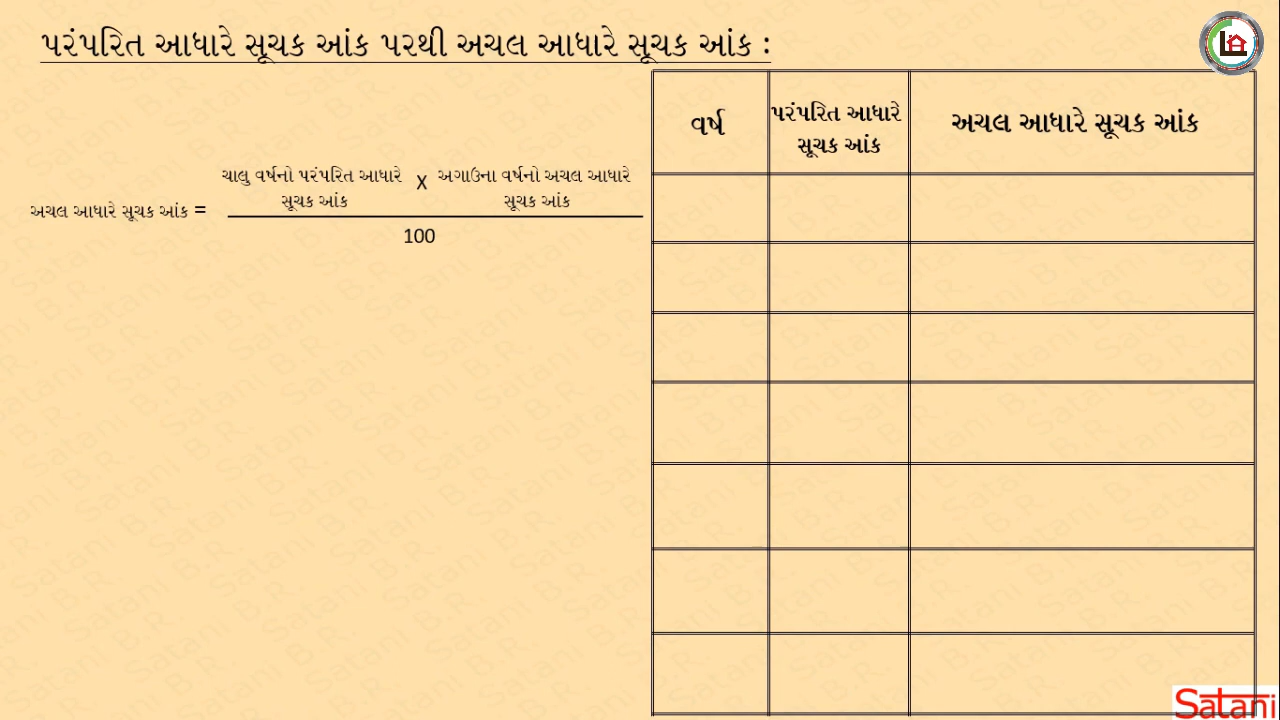 પરંપરિત આધારે સૂચક આંક પરથી અચલ આધારે સૂચક આંક :
અચલ આધારે સૂચક આંક =
ચાલુ વર્ષનો પરંપરિત આધારે
સૂચક આંક
X
અગાઉના વર્ષનો અચલ આધારે
સૂચક આંક
100
વર્ષ
પરંપરિત આધારે
સૂચક આંક
અચલ આધારે સૂચક આંક
Satani
Satani B.R.